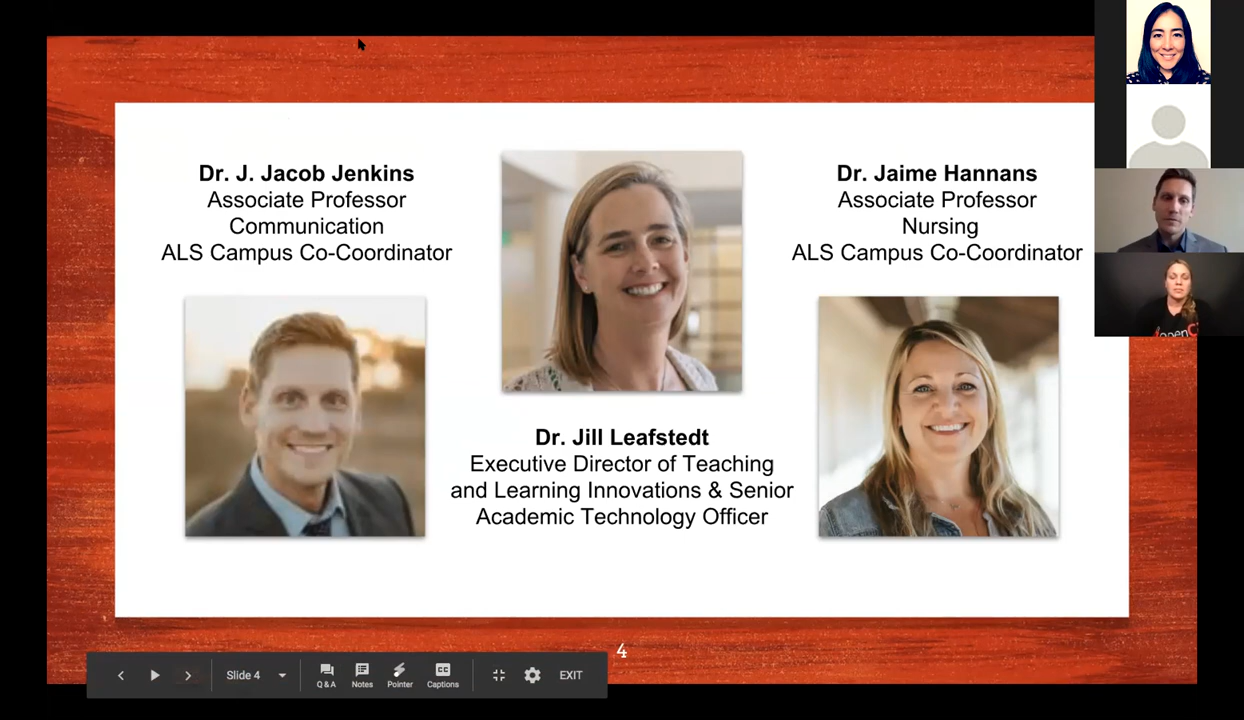 Dr. J. Jacob Jenkins
Associate Professor
Communication
ALS Campus Co-Coordinator
Dr. Jill Leafstedt
Executive Director of Teaching
and Learning Innovations & Senior
Academic Technology Officer
Dr. Jaime Hannans
Associate Professor
Nursing
ALS Campus Co-Coordinator
4
Slide 4
Q & A
Notes
Pointer
CC
Captions
EXIT